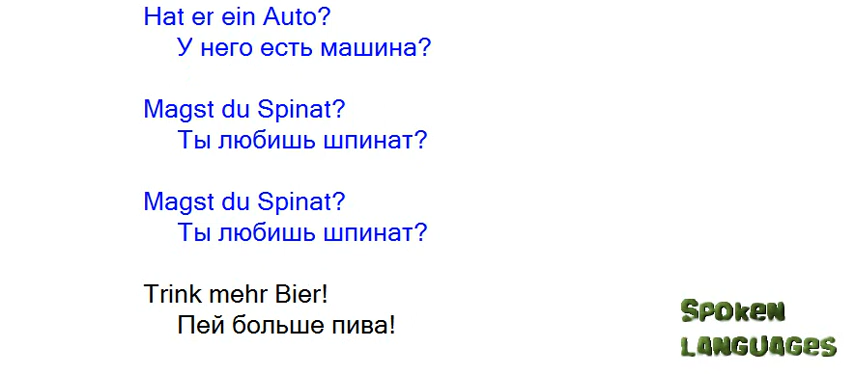 Hat er ein Auto?
У него есть машина?
Magst du Spinat?
Ты любишь шпинат?
Magst du Spinat?
Ты любишь шпинат?
Trink mehr Bier!
Пей больше пива!
Spoken
Languages